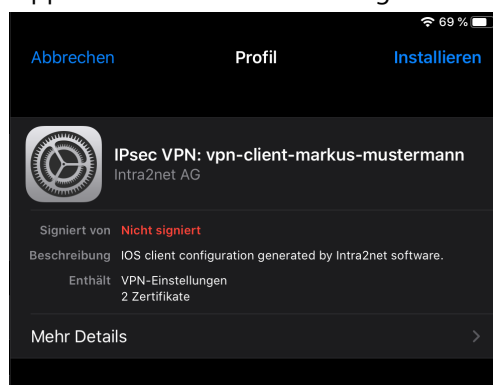 69 %
Abbrechen Profil Installieren
IPsec VPN: vpn-client-markus-mustermann
Intra2net AG
Signiert von Nicht signiert
Beschreibung IOS client configuration generated by Intra2net software.
Enthält VPN-Einstellungen
2 Zertifikate
Mehr Details